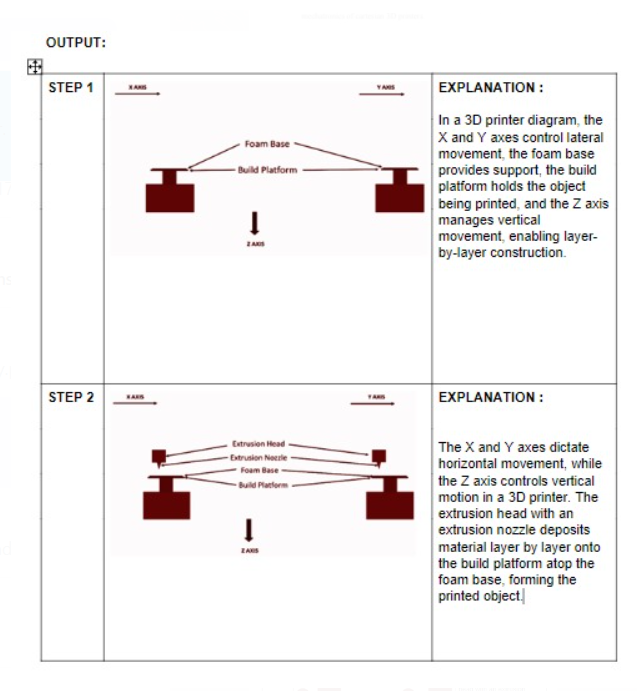 OUTPUT:
STEP 1
X AXIS
Y AXIS
Foam Base
Build Platform
Z AXIS
EXPLANATION :
In a 3D printer diagram, the
X and Y axes control lateral
movement, the foam base
provides support, the build
platform holds the object
being printed, and the Z axis
manages vertical
movement, enabling layer-
by-layer construction.
STEP 2
X AXIS
Y AXIS
Extrusion Head
Extrusion Nozzle
Foam Base
Build Platform
Z AXIS
EXPLANATION :
The X and Y axes dictate
horizontal movement, while
the Z axis controls vertical
motion in a 3D printer. The
extrusion head with an
extrusion nozzle deposits
material layer by layer onto
the build platform atop the
foam base, forming the
printed object.